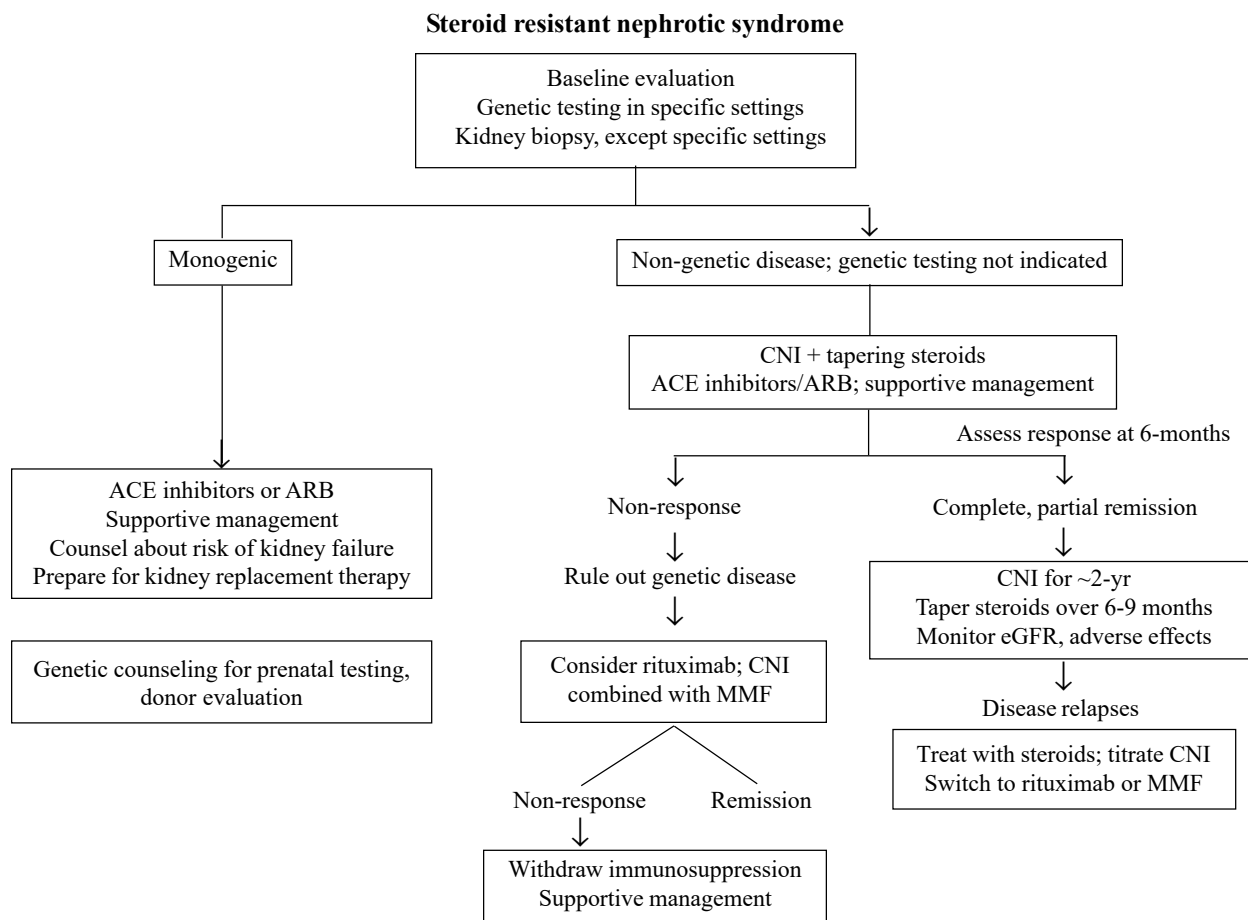 Steroid resistant nephrotic syndrome
Baseline evaluation
Genetic testing in specific settings
Kidney biopsy, except specific settings
Monogenic
Non-genetic disease; genetic testing not indicated
CNI + tapering steroids
ACE inhibitors/ARB; supportive management
Assess response at 6-months
ACE inhibitors or ARB
Supportive management
Counsel about risk of kidney failure
Prepare for kidney replacement therapy
Genetic counseling for prenatal testing,
donor evaluation
Non-response
Rule out genetic disease
Consider rituximab; CNI
combined with MMF
Non-response
Remission
Withdraw immunosuppression
Supportive management
Complete, partial remission
CNI for ~2-yr
Taper steroids over 6-9 months
Monitor eGFR, adverse effects
Disease relapses
Treat with steroids; titrate CNI
Switch to rituximab or MMF